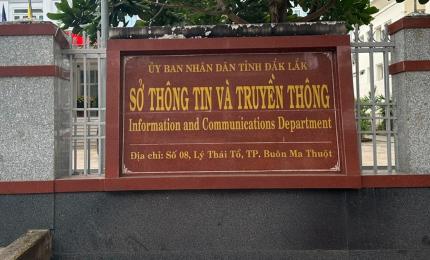 ỦY BAN NHÂN DÂN TỈNH ĐẮK LẮK
SỞ THÔNG TIN VÀ TRUYỀN THÔNG
Information and Communications Department
Địa chỉ: Số 08, Lý Thái Tổ, TP. Buôn Ma Thuột